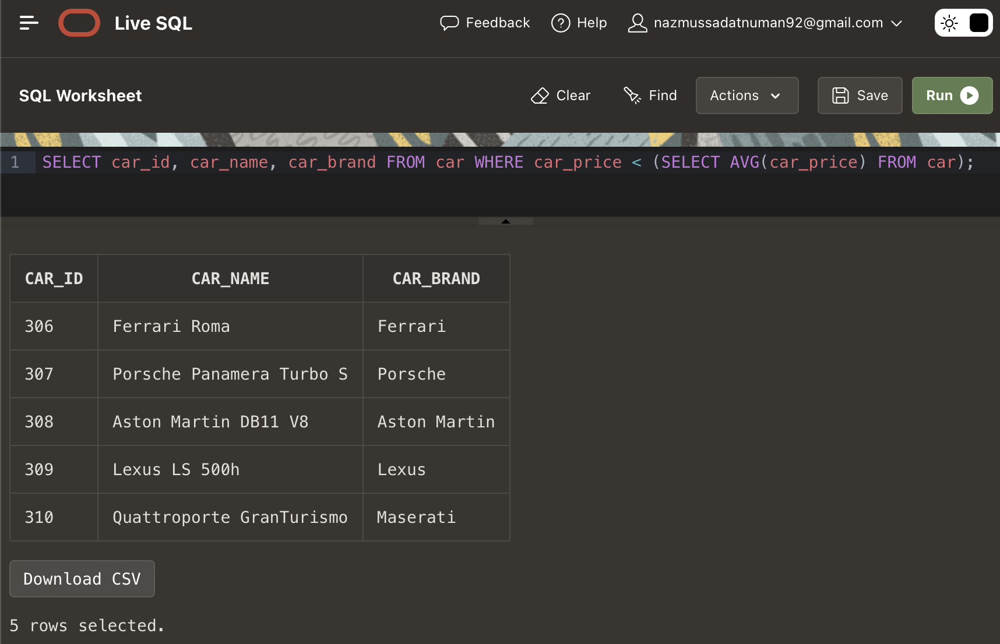 Live SQL Feedback Help nazmussadatnuman92@gmail.com
SQL Worksheet Clear Find Actions Save Run
1 SELECT car_id, car_name, car_brand FROM car WHERE car_price < (SELECT AVG(car_price) FROM car);
CAR_ID CAR_NAME CAR_BRAND
306 Ferrari Roma Ferrari
307 Porsche Panamera Turbo S Porsche
308 Aston Martin DB11 V8 Aston Martin
309 Lexus LS 500h Lexus
310 Quattroporte GranTurismo Maserati
Download CSV
5 rows selected.